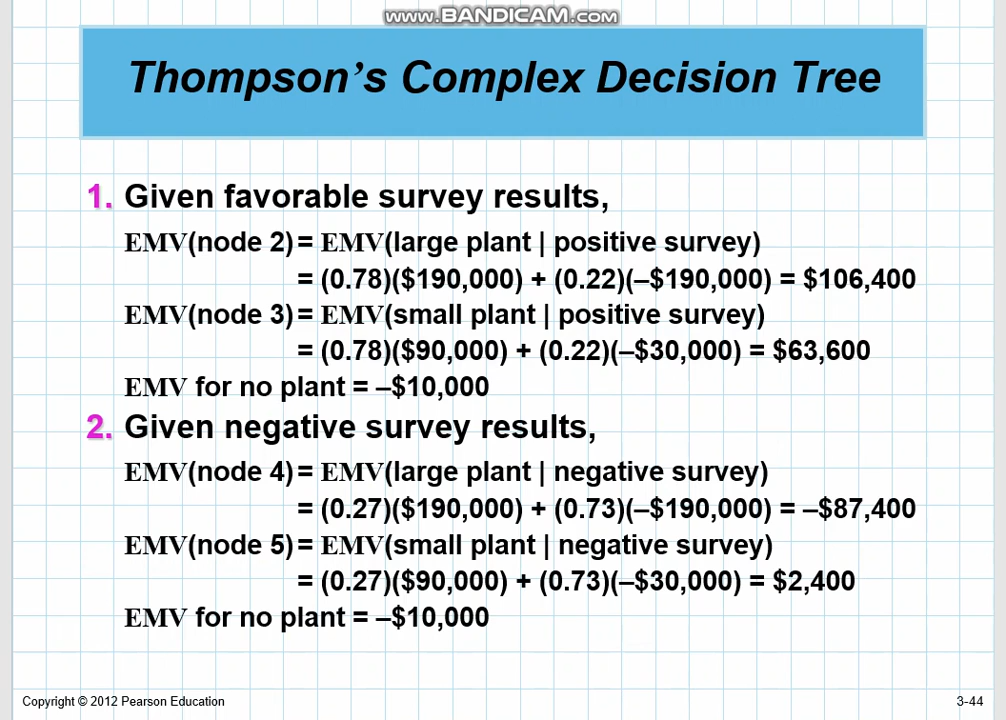 www.BANDICAM.com
Thompson’s Complex Decision Tree
1. Given favorable survey results,
EMV(node 2) = EMV(large plant | positive survey)
= (0.78)($190,000) + (0.22)(–$190,000) = $106,400
EMV(node 3) = EMV(small plant | positive survey)
= (0.78)($90,000) + (0.22)(–$30,000) = $63,600
EMV for no plant = –$10,000
2. Given negative survey results,
EMV(node 4) = EMV(large plant | negative survey)
= (0.27)($190,000) + (0.73)(–$190,000) = –$87,400
EMV(node 5) = EMV(small plant | negative survey)
= (0.27)($90,000) + (0.73)(–$30,000) = $2,400
EMV for no plant = –$10,000
Copyright © 2012 Pearson Education
3-44